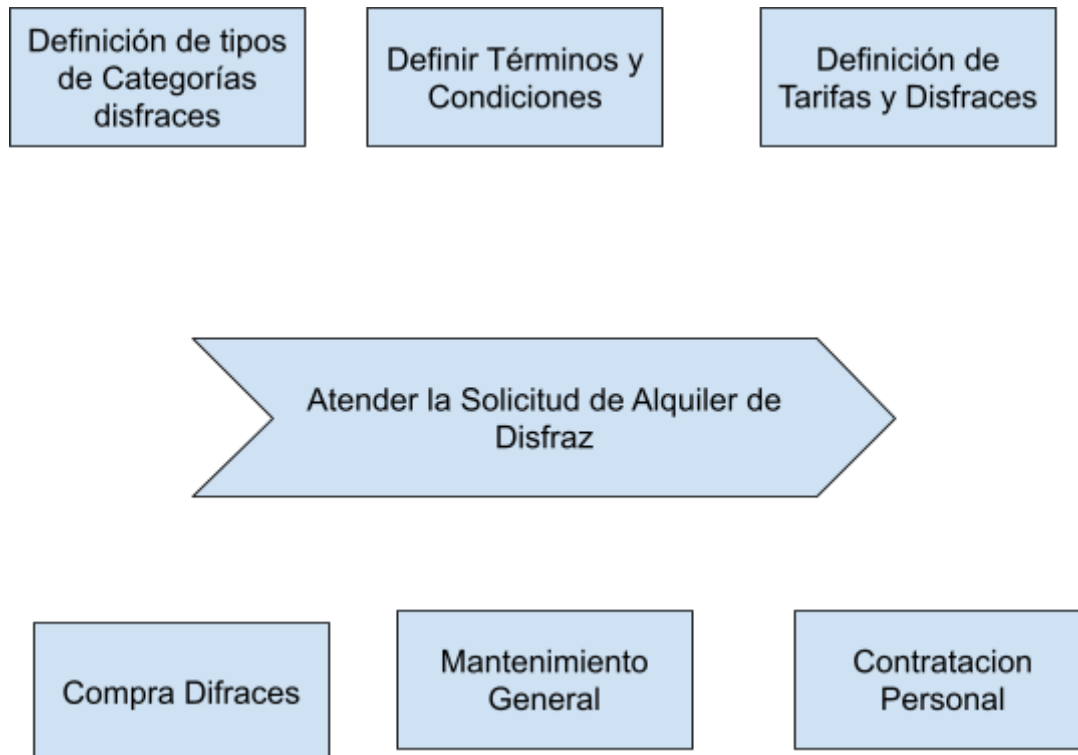 Definición de tipos
de Categorías
disfraces
Definir Términos y
Condiciones
Definición de
Tarifas y Disfraces
Atender la Solicitud de Alquiler de
Disfraz
Compra Difraces
Mantenimiento
General
Contratacion
Personal